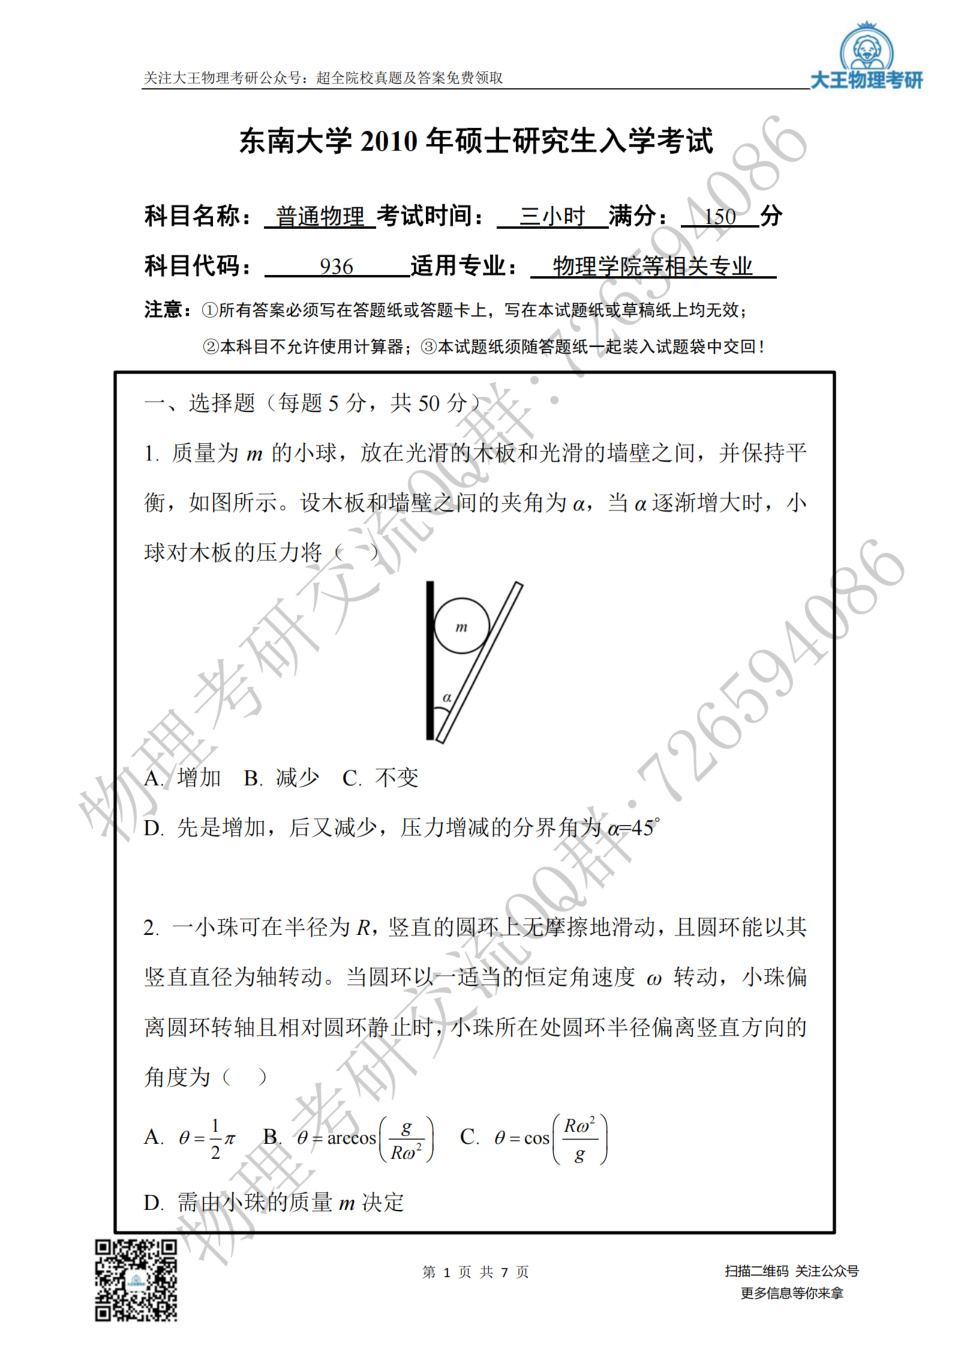 关注大王物理考研公众号：超全院校真题及答案免费领取
大王物理考研
东南大学 2010 年硕士研究生入学考试
科目名称： 普通物理 考试时间： 三小时 满分： 150 分
科目代码： 936 适用专业： 物理学院等相关专业
注意：①所有答案必须写在答题纸或答题卡上，写在本试题纸或草稿纸上均无效；
②本科目不允许使用计算器；③本试题纸须随答题纸一起装入试题袋中交回！
一、选择题（每题 5 分，共 50 分）
1. 质量为 m 的小球，放在光滑的木板和光滑的墙壁之间，并保持平
衡，如图所示。设木板和墙壁之间的夹角为 α，当 α 逐渐增大时，小
球对木板的压力将（ ）
m
α
A. 增加 B. 减少 C. 不变
D. 先是增加，后又减少，压力增减的分界角为 α=45°
2. 一小珠可在半径为 R，竖直的圆环上无摩擦地滑动，且圆环能以其
竖直直径为轴转动。当圆环以一适当的恒定角速度 ω 转动，小珠偏
离圆环转轴且相对圆环静止时，小珠所在处圆环半径偏离竖直方向的
角度为（ ）
A. θ = 1/2 π B. θ = arccos(g/Rω²) C. θ = cos(Rω²/g)
D. 需由小珠的质量 m 决定
物理考研交流QQ群：726594086
物理考研交流QQ群：726594086
大王物理考研
第 1 页 共 7 页
扫描二维码 关注公众号
更多信息等你来拿